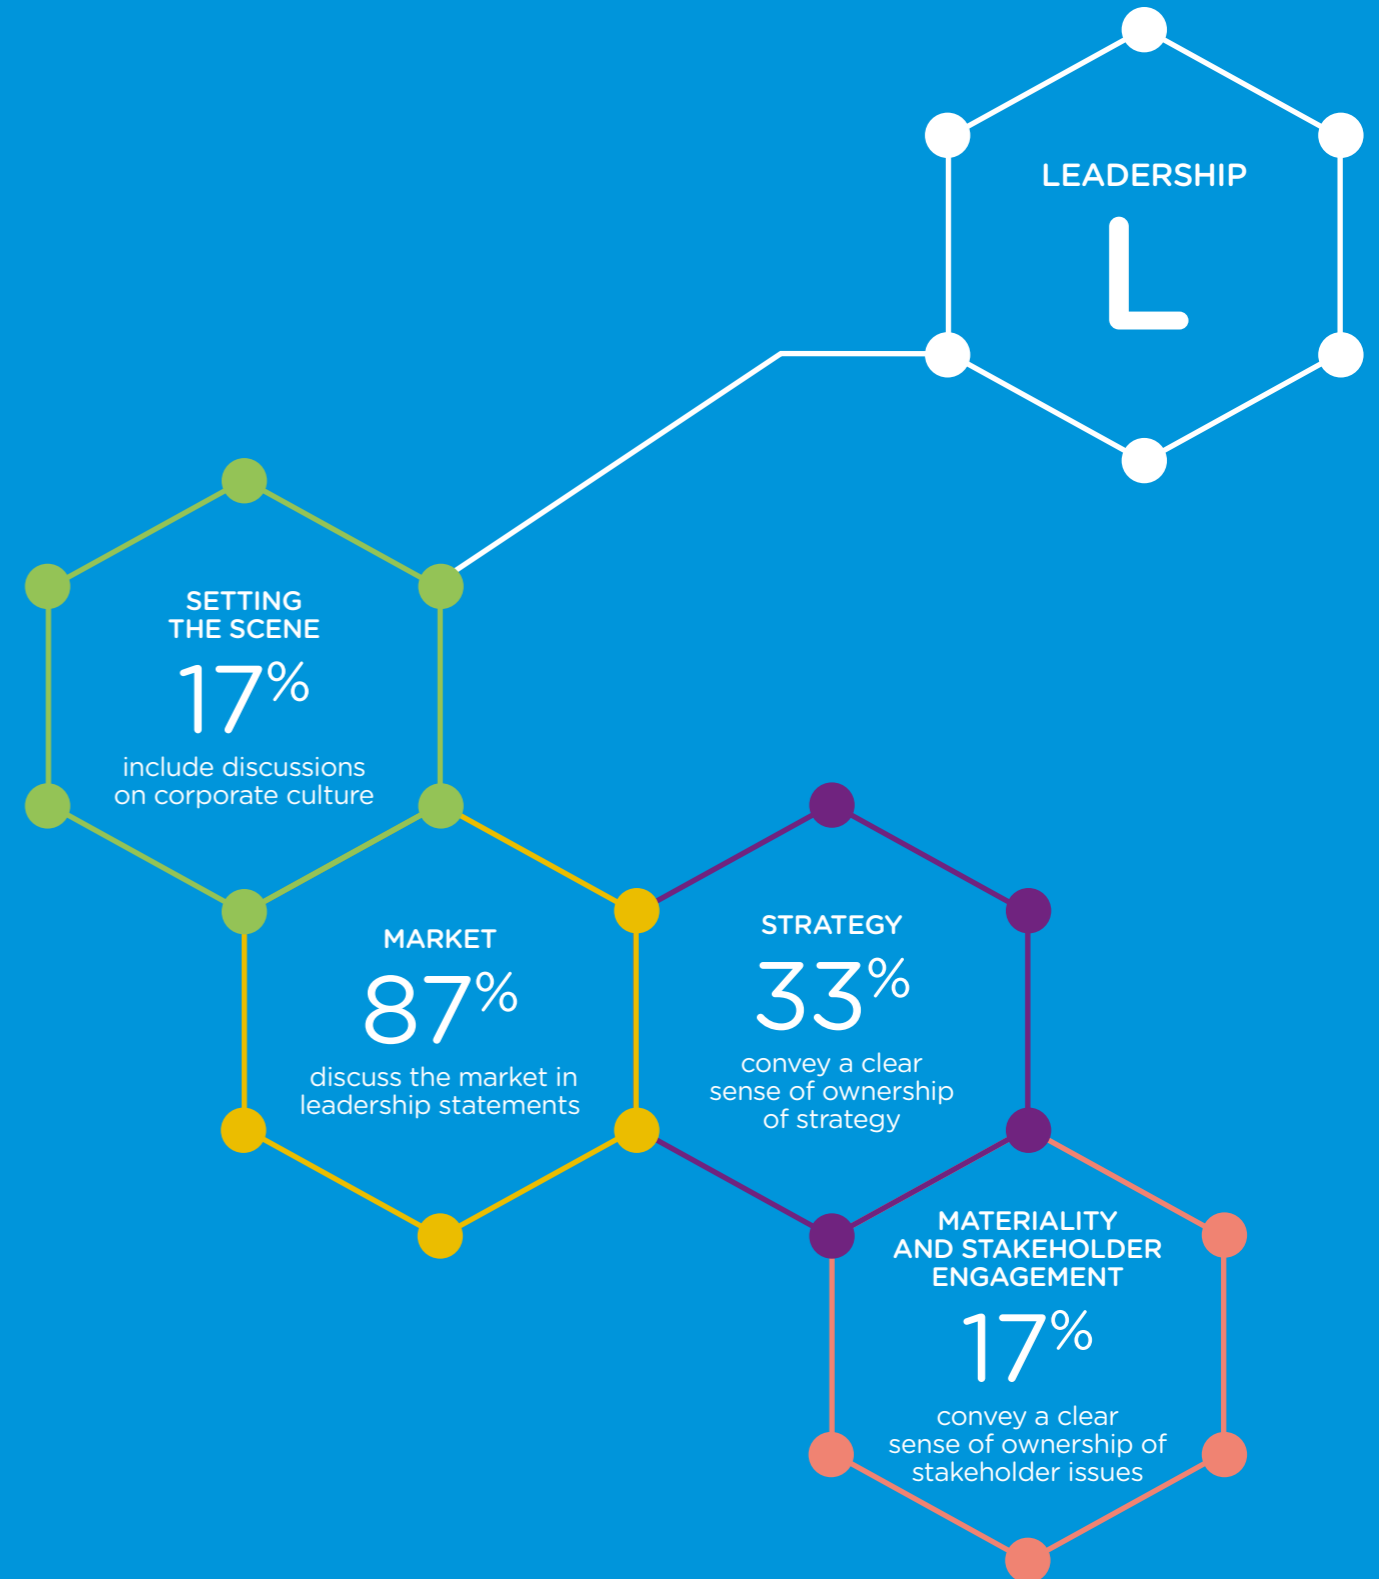 LEADERSHIP
L
SETTING
THE SCENE
17%
include discussions
on corporate culture
MARKET
87%
discuss the market in
leadership statements
STRATEGY
33%
convey a clear
sense of ownership
of strategy
MATERIALITY
AND STAKEHOLDER
ENGAGEMENT
17%
convey a clear
sense of ownership of
stakeholder issues